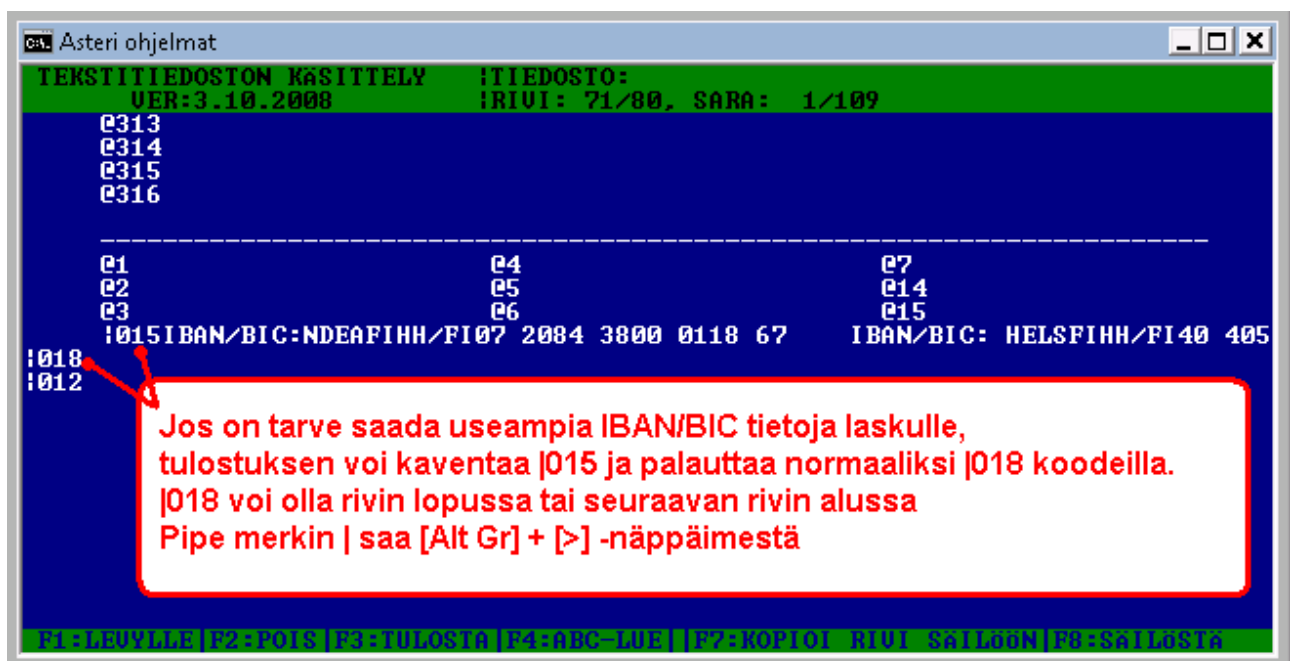 Asteri ohjelmat
TEKSTITIEDOSTON KÄSITTELY ¦TIEDOSTO:
VER:3.10.2008 ¦RIVI: 71/80, SARA: 1/109
@313
@314
@315
@316
@1 @4 @7
@2 @5 @14
@3 @6 @15
¦015IBAN/BIC:NDEAFIHH/FI07 2084 3800 0118 67 IBAN/BIC: HELSFIHH/FI40 405
¦018
¦012
Jos on tarve saada useampia IBAN/BIC tietoja laskulle,
tulostuksen voi kaventaa |015 ja palauttaa normaaliksi |018 koodeilla.
|018 voi olla rivin lopussa tai seuraavan rivin alussa
Pipe merkin | saa [Alt Gr] + [>] -näppäimestä
F1:LEVYLLE|F2:POIS|F3:TULOSTA|F4:ABC-LUE||F7:KOPIOI RIVI SÄILÖÖN|F8:SÄILÖSTÄ